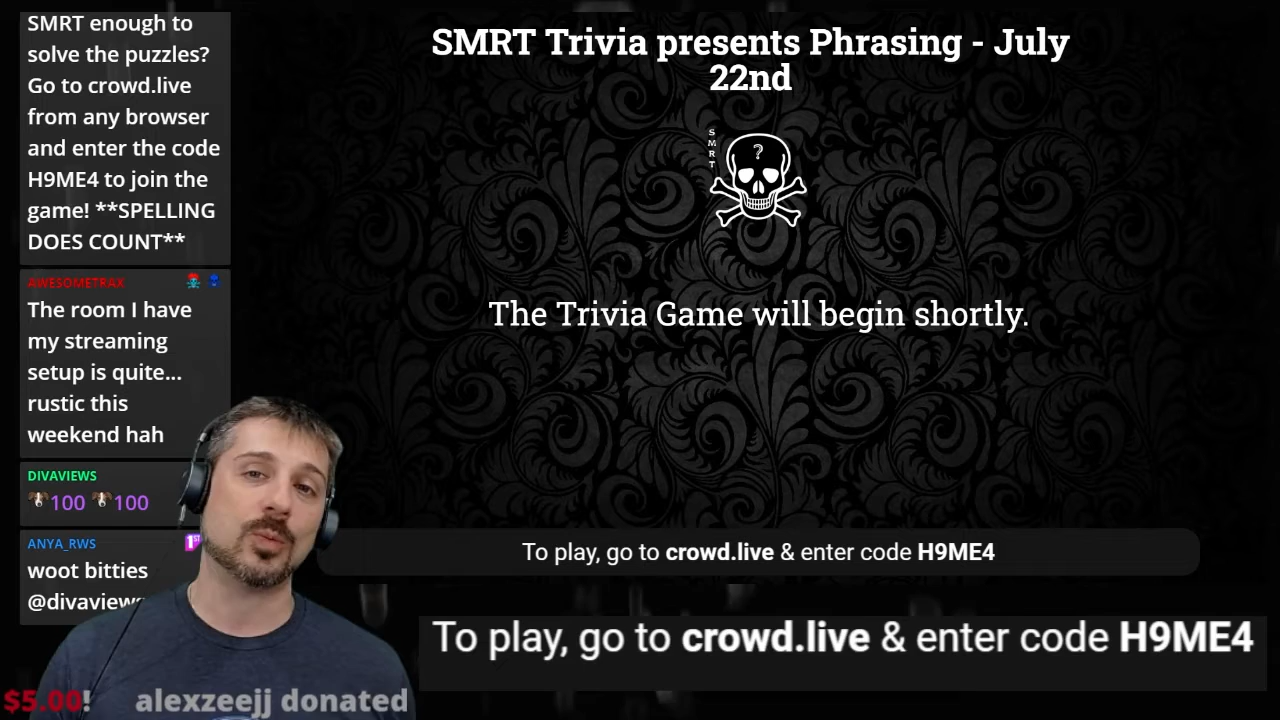 SMRT enough to
solve the puzzles?
Go to crowd.live
from any browser
and enter the code
H9ME4 to join the
game! **SPELLING
DOES COUNT**
AWESOMETRAX
The room I have
my streaming
setup is quite...
rustic this
weekend hah
DIVAVIEWS
100 100
ANYA_RWS 1ST
woot bitties
@divaviews
SMRT Trivia presents Phrasing - July
22nd
SMRT
?
The Trivia Game will begin shortly.
To play, go to crowd.live & enter code H9ME4
To play, go to crowd.live & enter code H9ME4
$5.00! alexzeejj donated